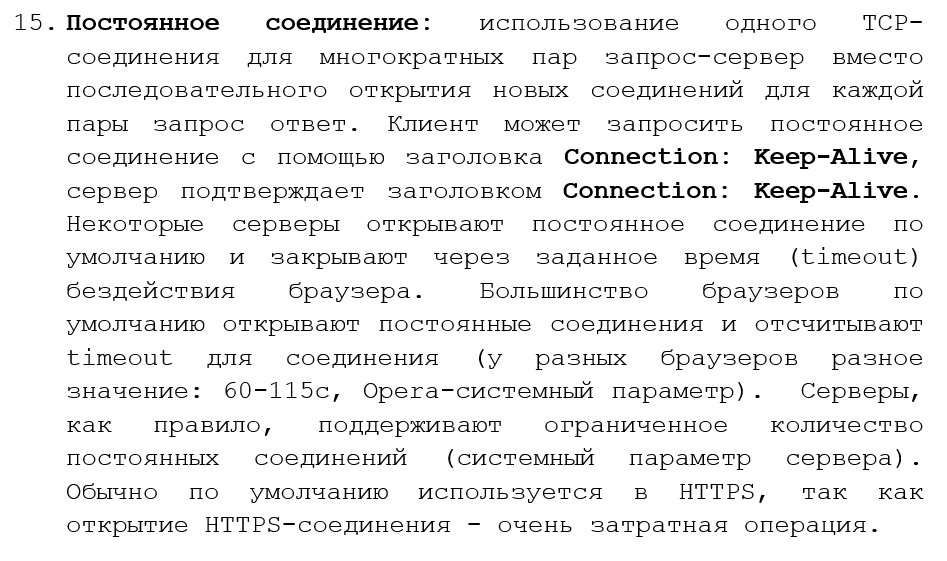 15. Постоянное соединение: использование одного TCP-
соединения для многократных пар запрос-сервер вместо
последовательного открытия новых соединений для каждой
пары запрос ответ. Клиент может запросить постоянное
соединение с помощью заголовка Connection: Keep-Alive,
сервер подтверждает заголовком Connection: Keep-Alive.
Некоторые серверы открывают постоянное соединение по
умолчанию и закрывают через заданное время (timeout)
бездействия браузера. Большинство браузеров по
умолчанию открывают постоянные соединения и отсчитывают
timeout для соединения (у разных браузеров разное
значение: 60-115с, Opera-системный параметр). Серверы,
как правило, поддерживают ограниченное количество
постоянных соединений (системный параметр сервера).
Обычно по умолчанию используется в HTTPS, так как
открытие HTTPS-соединения - очень затратная операция.